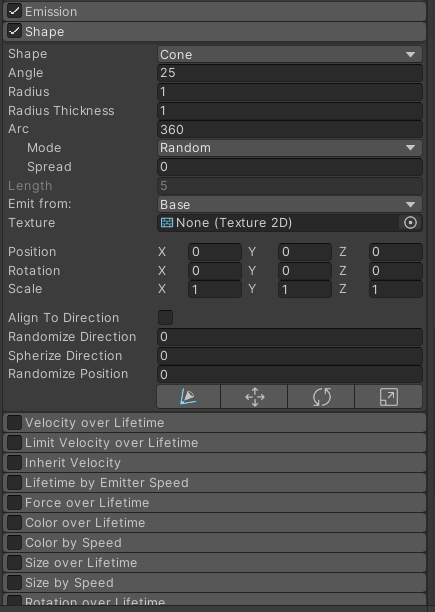 Emission
Shape
Shape Cone
Angle 25
Radius 1
Radius Thickness 1
Arc 360
Mode Random
Spread 0
Length 5
Emit from: Base
Texture None (Texture 2D)
Position X 0 Y 0 Z 0
Rotation X 0 Y 0 Z 0
Scale X 1 Y 1 Z 1
Align To Direction
Randomize Direction 0
Spherize Direction 0
Randomize Position 0
Velocity over Lifetime
Limit Velocity over Lifetime
Inherit Velocity
Lifetime by Emitter Speed
Force over Lifetime
Color over Lifetime
Color by Speed
Size over Lifetime
Size by Speed
Rotation over Lifetime